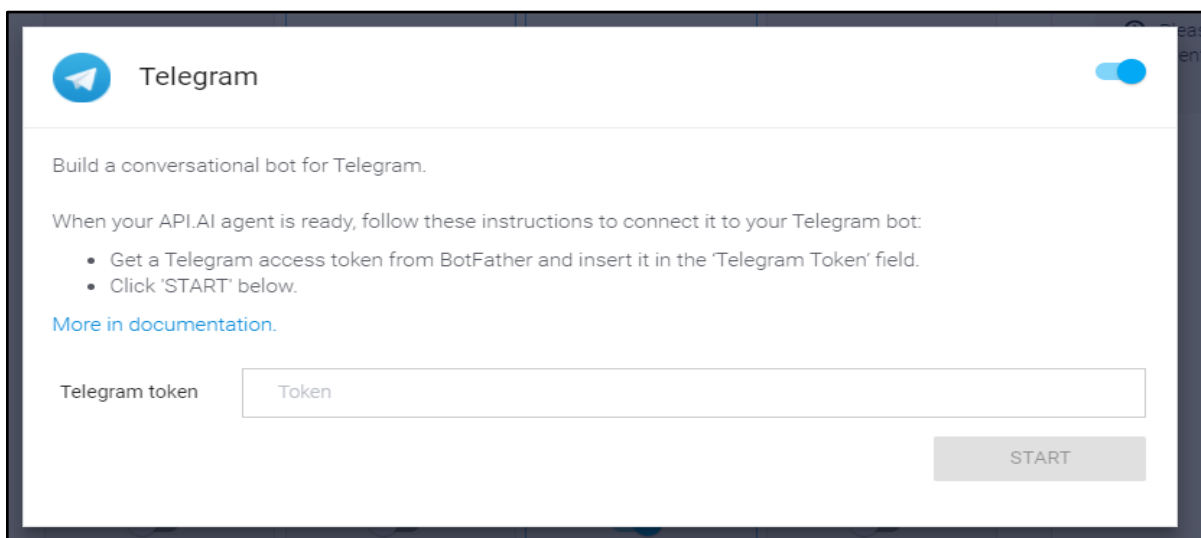 Telegram
Build a conversational bot for Telegram.
When your API.AI agent is ready, follow these instructions to connect it to your Telegram bot:
• Get a Telegram access token from BotFather and insert it in the ‘Telegram Token’ field.
• Click 'START' below.
More in documentation.
Telegram token Token
START